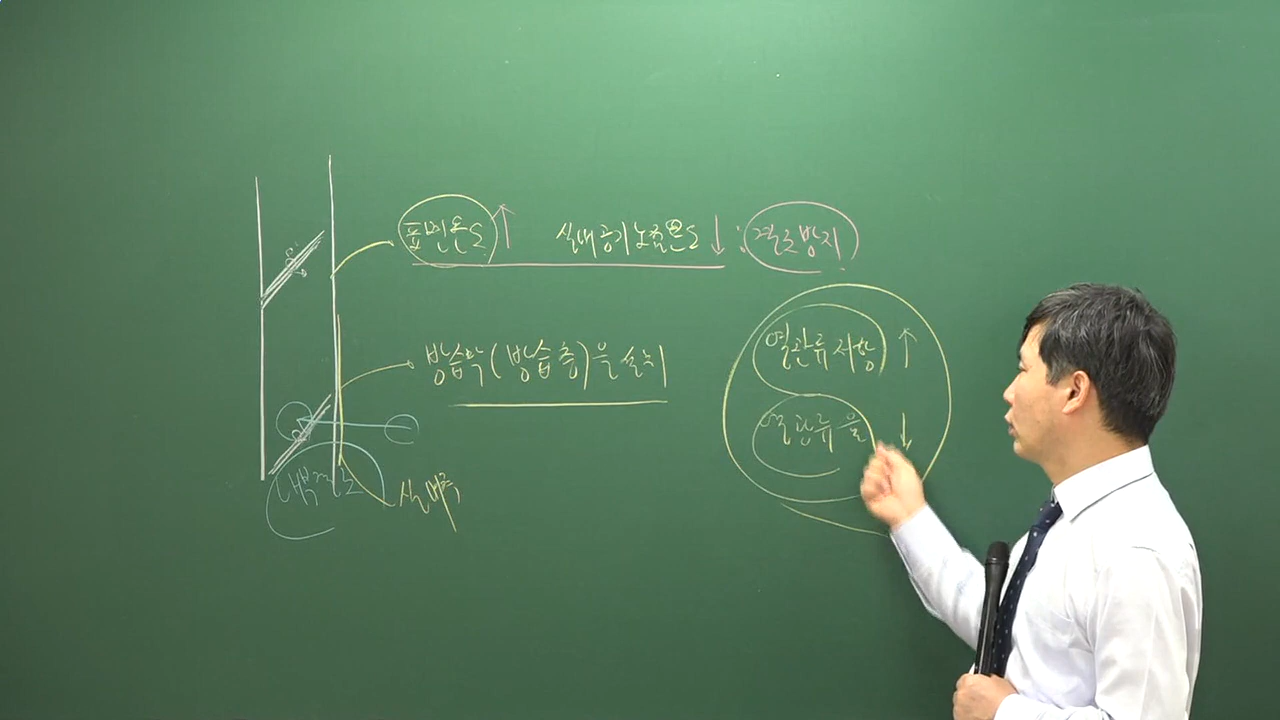 표면온도↑ 실내공기노점온도↓ : 결로방지
방습막(방습층)을 설치
열관류저항 ↑
열관류율 ↓
내부결로
실내측